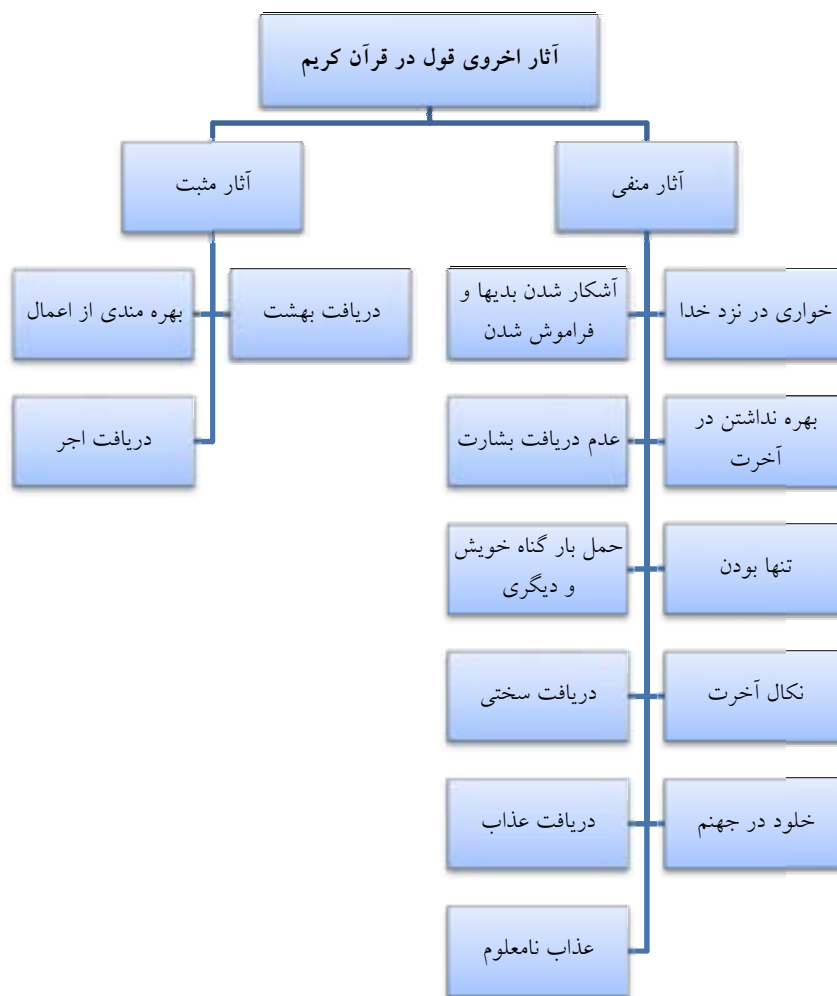 آثار اخروی قول در قرآن کریم
آثار منفی
آثار مثبت
خواری در نزد خدا
آشکار شدن بدیها و
فراموش شدن
دریافت بهشت
بهره مندی از اعمال
بهره نداشتن در
آخرت
عدم دریافت بشارت
دریافت اجر
تنها بودن
حمل بار گناه خویش
و دیگری
نکال آخرت
دریافت سختی
خلود در جهنم
دریافت عذاب
عذاب نامعلوم